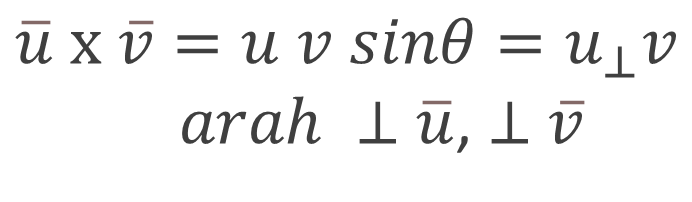 u̅ x v̅ = u v sinθ = u⊥v
arah ⊥ u̅, ⊥ v̅